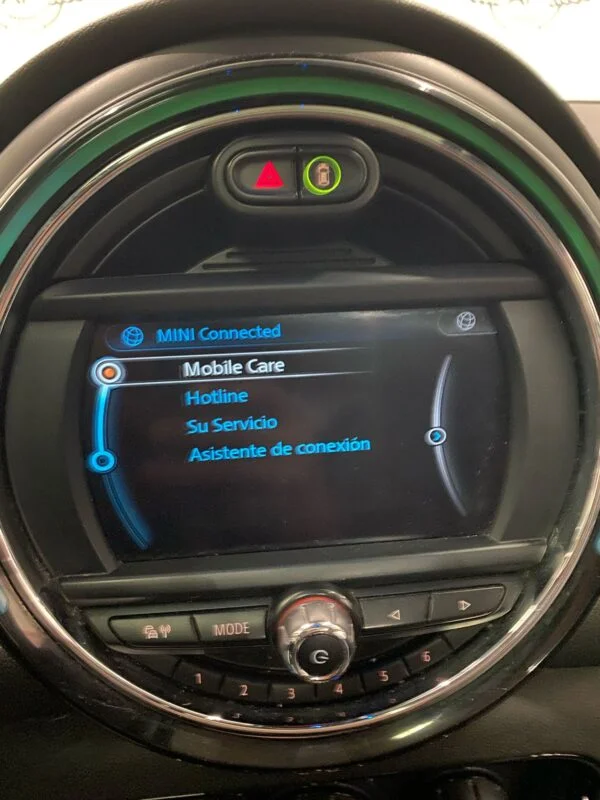 MINI Connected
Mobile Care
Hotline
Su Servicio
Asistente de conexión
MODE
1 2 3 4 5 6